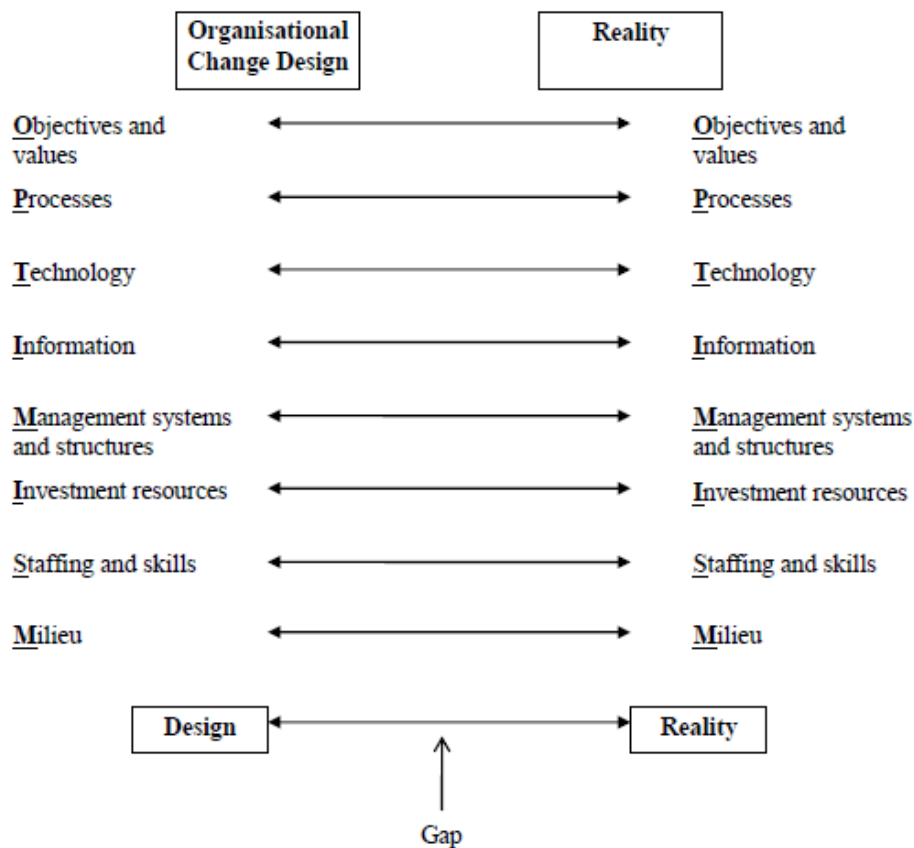 Organisational
Change Design
Reality
Objectives and
values
Objectives and
values
Processes
Processes
Technology
Technology
Information
Information
Management systems
and structures
Management systems
and structures
Investment resources
Investment resources
Staffing and skills
Staffing and skills
Milieu
Milieu
Design
Reality
Gap